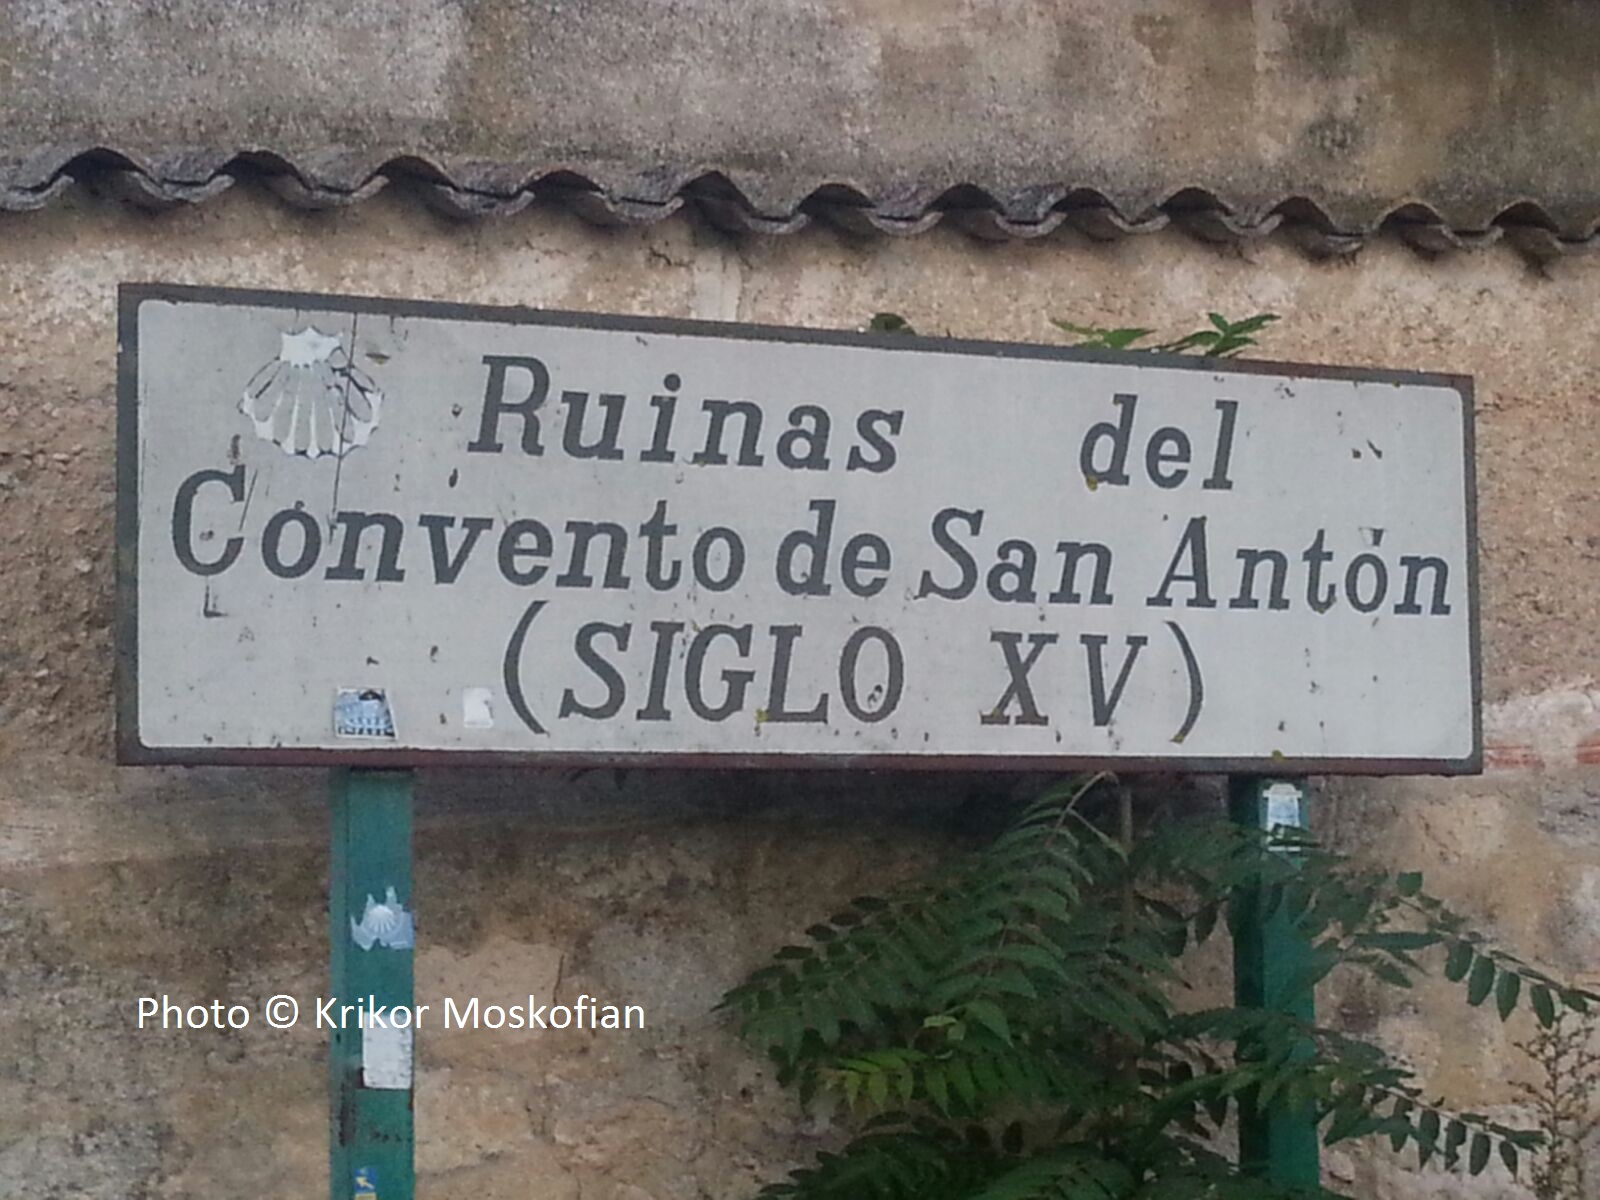 Ruinas del
Convento de San Antón
(SIGLO XV)
Photo © Krikor Moskofian